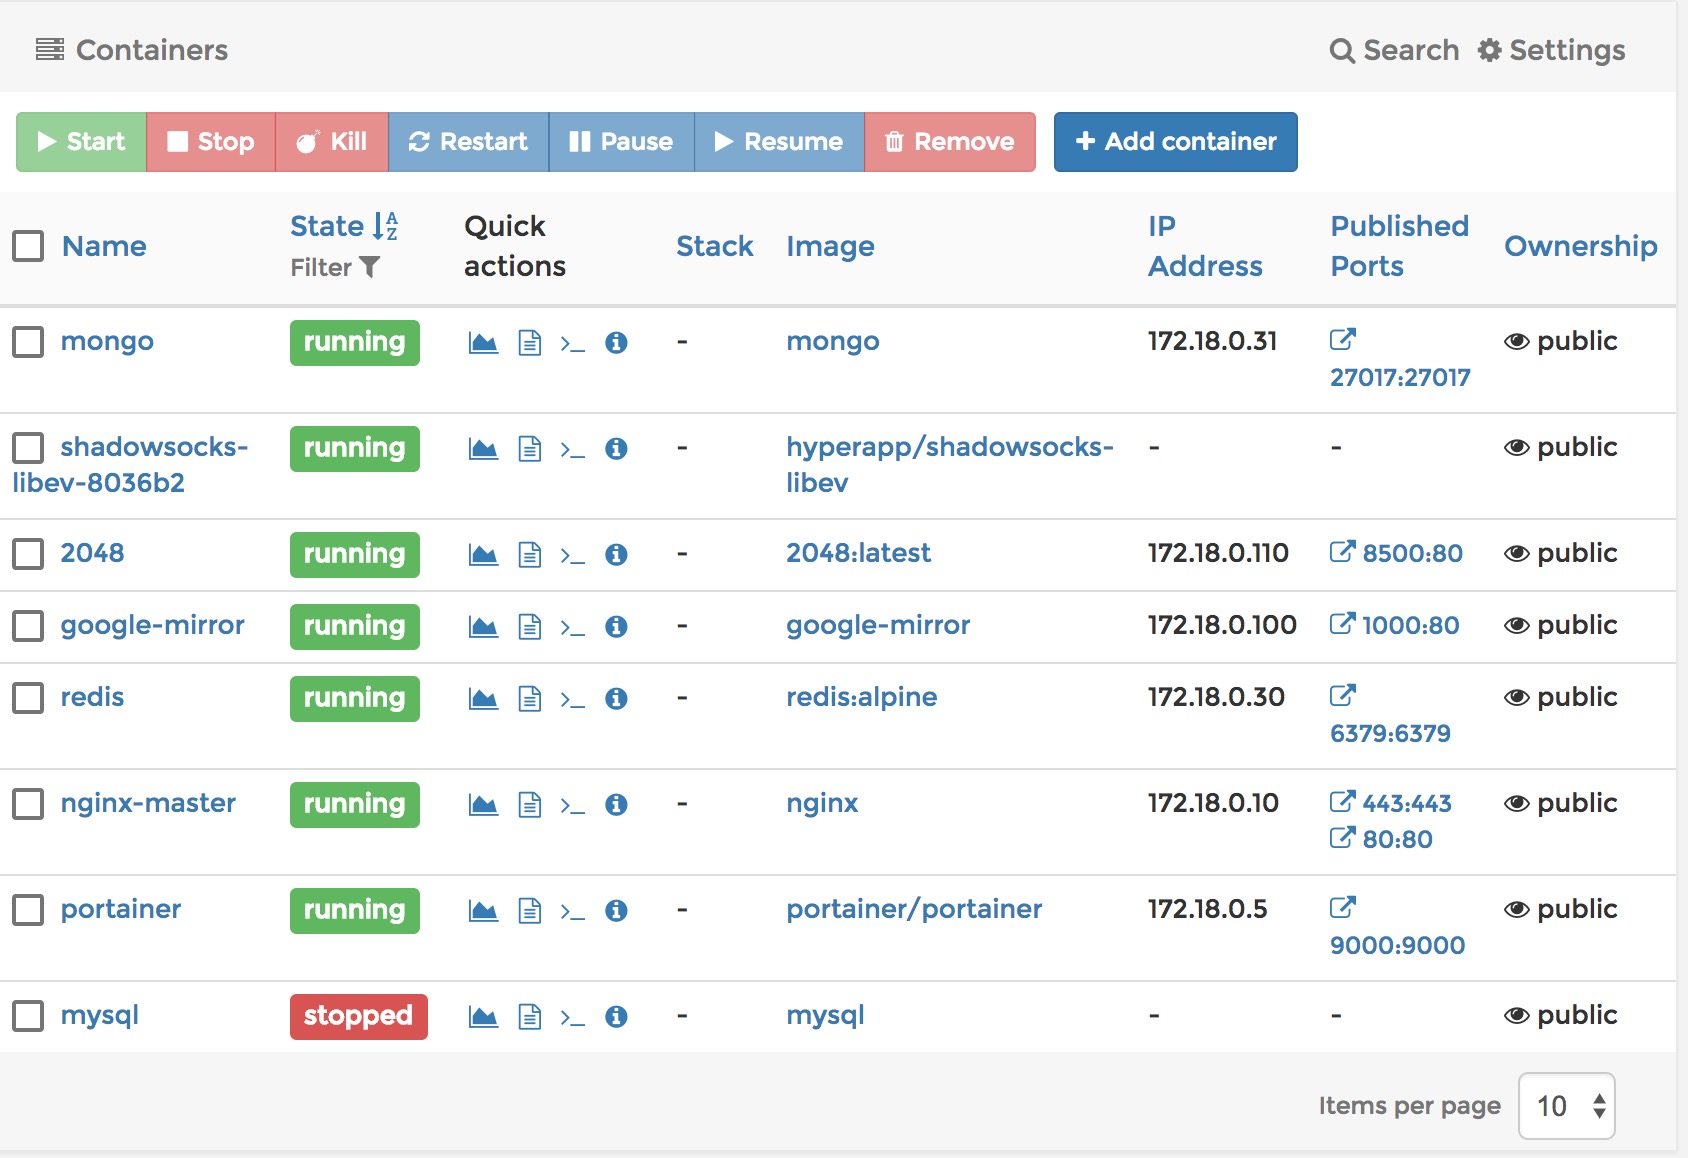 Containers Search Settings
Start Stop Kill Restart Pause Resume Remove Add container
Name State Filter Quick actions Stack Image IP Address Published Ports Ownership
mongo running - mongo 172.18.0.31 27017:27017 public
shadowsocks-libev-8036b2 running - hyperapp/shadowsocks-libev - - public
2048 running - 2048:latest 172.18.0.110 8500:80 public
google-mirror running - google-mirror 172.18.0.100 1000:80 public
redis running - redis:alpine 172.18.0.30 6379:6379 public
nginx-master running - nginx 172.18.0.10 443:443 80:80 public
portainer running - portainer/portainer 172.18.0.5 9000:9000 public
mysql stopped - mysql - - public
Items per page 10